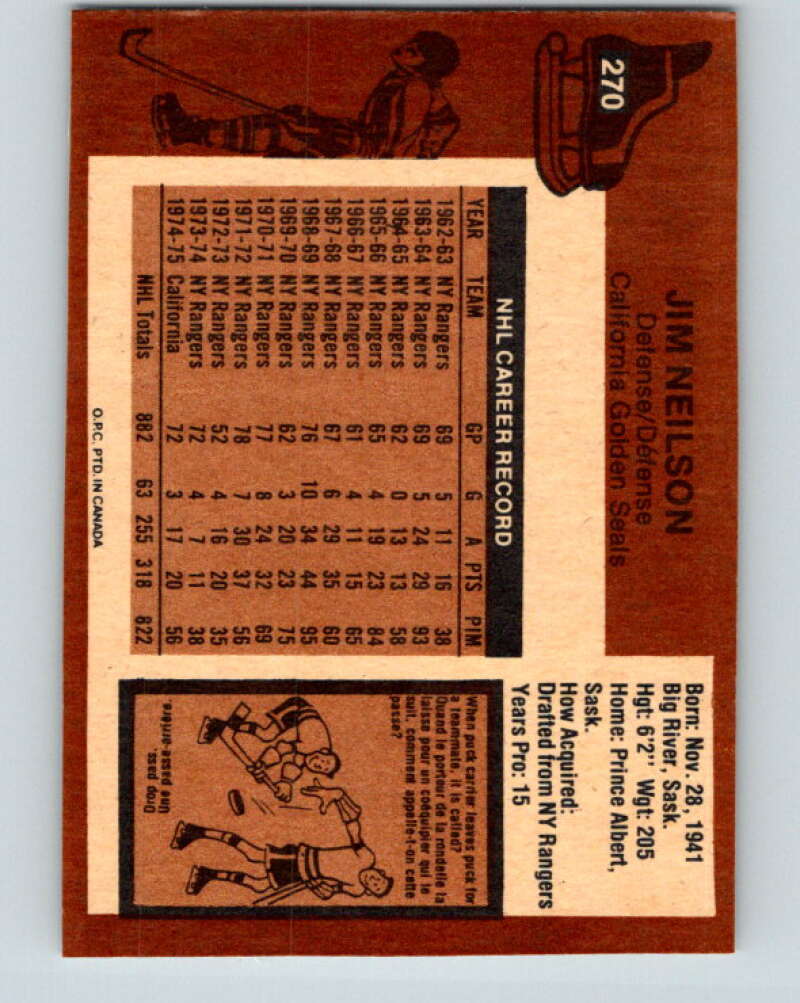 270
JIM NEILSON
Defense/Défense
California Golden Seals
Born: Nov. 28, 1941
Big River, Sask.
Hgt: 6'2" Wgt: 205
Home: Prince Albert,
Sask.
How Acquired:
Drafted from NY Rangers
Years Pro: 15
NHL CAREER RECORD
YEAR TEAM GP G A PTS PIM
1962-63 NY Rangers 69 5 11 16 38
1963-64 NY Rangers 69 5 24 29 93
1964-65 NY Rangers 62 0 13 13 58
1965-66 NY Rangers 65 4 19 23 84
1966-67 NY Rangers 61 4 11 15 65
1967-68 NY Rangers 67 6 29 35 60
1968-69 NY Rangers 76 10 34 44 95
1969-70 NY Rangers 62 3 20 23 75
1970-71 NY Rangers 77 8 24 32 69
1971-72 NY Rangers 78 7 30 37 56
1972-73 NY Rangers 52 4 16 20 35
1973-74 NY Rangers 72 4 7 11 38
1974-75 California 72 3 17 20 56
NHL Totals 882 63 255 318 822
When puck carrier leaves puck for
a teammate, it is called?
Quand le porteur de la rondelle la
laisse pour un coéquipier qui le
suit, comment appelle-t-on cette
passe?
Drop pass.
Une passe-arrière.
O.P.C. PTD. IN CANADA